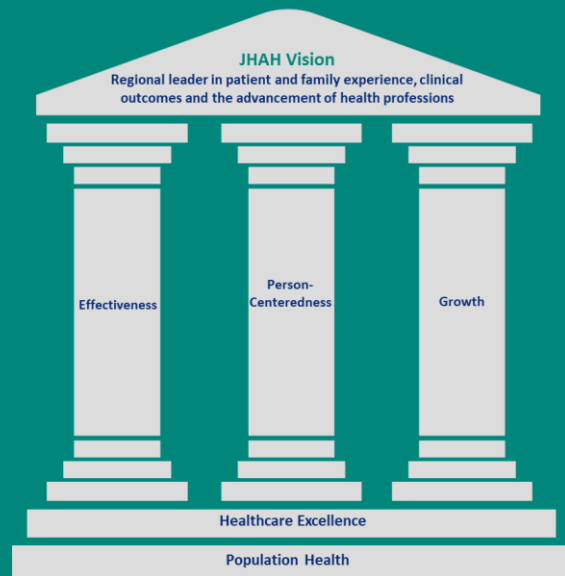 JHAH Vision
Regional leader in patient and family experience, clinical
outcomes and the advancement of health professions
Effectiveness
Person-
Centeredness
Growth
Healthcare Excellence
Population Health